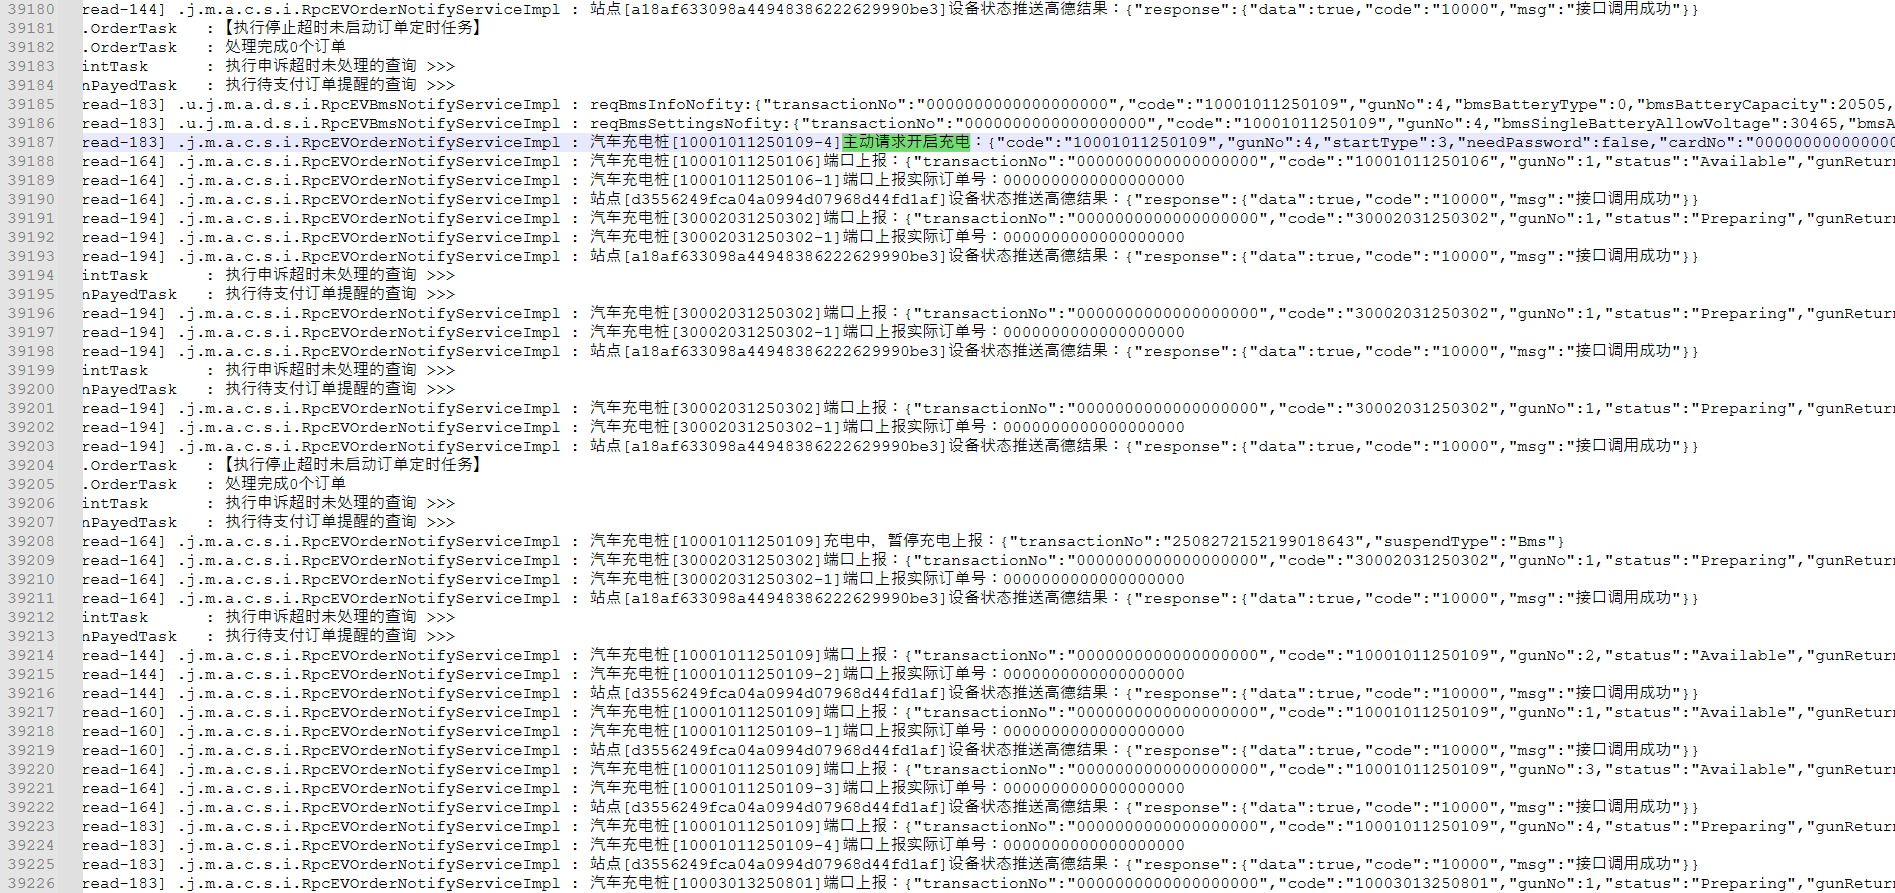 39180 read-144] .j.m.a.c.s.i.RpcEVOrderNotifyServiceImpl : 站点[a18af633098a44948386222629990be3]设备状态推送高德结果：{"response":{"data":true,"code":"10000","msg":"接口调用成功"}}
39181 .OrderTask : 【执行停止超时未启动订单定时任务】
39182 .OrderTask : 处理完成0个订单
39183 intTask : 执行申诉超时未处理的查询 >>>
39184 nPayedTask : 执行待支付订单提醒的查询 >>>
39185 read-183] .u.j.m.a.d.s.i.RpcEVBmsNotifyServiceImpl : reqBmsInfoNofity:{"transactionNo":"0000000000000000000","code":"10001011250109","gunNo":4,"bmsBatteryType":0,"bmsBatteryCapacity":20505,
39186 read-183] .u.j.m.a.d.s.i.RpcEVBmsNotifyServiceImpl : reqBmsSettingsNofity:{"transactionNo":"0000000000000000000","code":"10001011250109","gunNo":4,"bmsSingleBatteryAllowVoltage":30465,"bmsA
39187 read-183] .j.m.a.c.s.i.RpcEVOrderNotifyServiceImpl : 汽车充电桩[10001011250109-4]主动请求开启充电：{"code":"10001011250109","gunNo":4,"startType":3,"needPassword":false,"cardNo":"00000000000000
39188 read-164] .j.m.a.c.s.i.RpcEVOrderNotifyServiceImpl : 汽车充电桩[10001011250106]端口上报：{"transactionNo":"0000000000000000000","code":"10001011250106","gunNo":1,"status":"Available","gunReturn
39189 read-164] .j.m.a.c.s.i.RpcEVOrderNotifyServiceImpl : 汽车充电桩[10001011250106-1]端口上报实际订单号：0000000000000000000
39190 read-164] .j.m.a.c.s.i.RpcEVOrderNotifyServiceImpl : 站点[d3556249fca04a0994d07968d44fd1af]设备状态推送高德结果：{"response":{"data":true,"code":"10000","msg":"接口调用成功"}}
39191 read-194] .j.m.a.c.s.i.RpcEVOrderNotifyServiceImpl : 汽车充电桩[30002031250302]端口上报：{"transactionNo":"0000000000000000000","code":"30002031250302","gunNo":1,"status":"Preparing","gunReturn
39192 read-194] .j.m.a.c.s.i.RpcEVOrderNotifyServiceImpl : 汽车充电桩[30002031250302-1]端口上报实际订单号：0000000000000000000
39193 read-194] .j.m.a.c.s.i.RpcEVOrderNotifyServiceImpl : 站点[a18af633098a44948386222629990be3]设备状态推送高德结果：{"response":{"data":true,"code":"10000","msg":"接口调用成功"}}
39194 intTask : 执行申诉超时未处理的查询 >>>
39195 nPayedTask : 执行待支付订单提醒的查询 >>>
39196 read-194] .j.m.a.c.s.i.RpcEVOrderNotifyServiceImpl : 汽车充电桩[30002031250302]端口上报：{"transactionNo":"0000000000000000000","code":"30002031250302","gunNo":1,"status":"Preparing","gunReturn
39197 read-194] .j.m.a.c.s.i.RpcEVOrderNotifyServiceImpl : 汽车充电桩[30002031250302-1]端口上报实际订单号：0000000000000000000
39198 read-194] .j.m.a.c.s.i.RpcEVOrderNotifyServiceImpl : 站点[a18af633098a44948386222629990be3]设备状态推送高德结果：{"response":{"data":true,"code":"10000","msg":"接口调用成功"}}
39199 intTask : 执行申诉超时未处理的查询 >>>
39200 nPayedTask : 执行待支付订单提醒的查询 >>>
39201 read-194] .j.m.a.c.s.i.RpcEVOrderNotifyServiceImpl : 汽车充电桩[30002031250302]端口上报：{"transactionNo":"0000000000000000000","code":"30002031250302","gunNo":1,"status":"Preparing","gunReturn
39202 read-194] .j.m.a.c.s.i.RpcEVOrderNotifyServiceImpl : 汽车充电桩[30002031250302-1]端口上报实际订单号：0000000000000000000
39203 read-194] .j.m.a.c.s.i.RpcEVOrderNotifyServiceImpl : 站点[a18af633098a44948386222629990be3]设备状态推送高德结果：{"response":{"data":true,"code":"10000","msg":"接口调用成功"}}
39204 .OrderTask : 【执行停止超时未启动订单定时任务】
39205 .OrderTask : 处理完成0个订单
39206 intTask : 执行申诉超时未处理的查询 >>>
39207 nPayedTask : 执行待支付订单提醒的查询 >>>
39208 read-164] .j.m.a.c.s.i.RpcEVOrderNotifyServiceImpl : 汽车充电桩[10001011250109]充电中，暂停充电上报：{"transactionNo":"2508272152199018643","suspendType":"Bms"}
39209 read-164] .j.m.a.c.s.i.RpcEVOrderNotifyServiceImpl : 汽车充电桩[30002031250302]端口上报：{"transactionNo":"0000000000000000000","code":"30002031250302","gunNo":1,"status":"Preparing","gunReturn
39210 read-164] .j.m.a.c.s.i.RpcEVOrderNotifyServiceImpl : 汽车充电桩[30002031250302-1]端口上报实际订单号：0000000000000000000
39211 read-164] .j.m.a.c.s.i.RpcEVOrderNotifyServiceImpl : 站点[a18af633098a44948386222629990be3]设备状态推送高德结果：{"response":{"data":true,"code":"10000","msg":"接口调用成功"}}
39212 intTask : 执行申诉超时未处理的查询 >>>
39213 nPayedTask : 执行待支付订单提醒的查询 >>>
39214 read-144] .j.m.a.c.s.i.RpcEVOrderNotifyServiceImpl : 汽车充电桩[10001011250109]端口上报：{"transactionNo":"0000000000000000000","code":"10001011250109","gunNo":2,"status":"Available","gunReturn
39215 read-144] .j.m.a.c.s.i.RpcEVOrderNotifyServiceImpl : 汽车充电桩[10001011250109-2]端口上报实际订单号：0000000000000000000
39216 read-144] .j.m.a.c.s.i.RpcEVOrderNotifyServiceImpl : 站点[d3556249fca04a0994d07968d44fd1af]设备状态推送高德结果：{"response":{"data":true,"code":"10000","msg":"接口调用成功"}}
39217 read-160] .j.m.a.c.s.i.RpcEVOrderNotifyServiceImpl : 汽车充电桩[10001011250109]端口上报：{"transactionNo":"0000000000000000000","code":"10001011250109","gunNo":1,"status":"Available","gunReturn
39218 read-160] .j.m.a.c.s.i.RpcEVOrderNotifyServiceImpl : 汽车充电桩[10001011250109-1]端口上报实际订单号：0000000000000000000
39219 read-160] .j.m.a.c.s.i.RpcEVOrderNotifyServiceImpl : 站点[d3556249fca04a0994d07968d44fd1af]设备状态推送高德结果：{"response":{"data":true,"code":"10000","msg":"接口调用成功"}}
39220 read-164] .j.m.a.c.s.i.RpcEVOrderNotifyServiceImpl : 汽车充电桩[10001011250109]端口上报：{"transactionNo":"0000000000000000000","code":"10001011250109","gunNo":3,"status":"Available","gunReturn
39221 read-164] .j.m.a.c.s.i.RpcEVOrderNotifyServiceImpl : 汽车充电桩[10001011250109-3]端口上报实际订单号：0000000000000000000
39222 read-164] .j.m.a.c.s.i.RpcEVOrderNotifyServiceImpl : 站点[d3556249fca04a0994d07968d44fd1af]设备状态推送高德结果：{"response":{"data":true,"code":"10000","msg":"接口调用成功"}}
39223 read-183] .j.m.a.c.s.i.RpcEVOrderNotifyServiceImpl : 汽车充电桩[10001011250109]端口上报：{"transactionNo":"0000000000000000000","code":"10001011250109","gunNo":4,"status":"Preparing","gunReturn
39224 read-183] .j.m.a.c.s.i.RpcEVOrderNotifyServiceImpl : 汽车充电桩[10001011250109-4]端口上报实际订单号：0000000000000000000
39225 read-183] .j.m.a.c.s.i.RpcEVOrderNotifyServiceImpl : 站点[d3556249fca04a0994d07968d44fd1af]设备状态推送高德结果：{"response":{"data":true,"code":"10000","msg":"接口调用成功"}}
39226 read-183] .j.m.a.c.s.i.RpcEVOrderNotifyServiceImpl : 汽车充电桩[10003013250801]端口上报：{"transactionNo":"0000000000000000000","code":"10003013250801","gunNo":1,"status":"Preparing","gunReturn